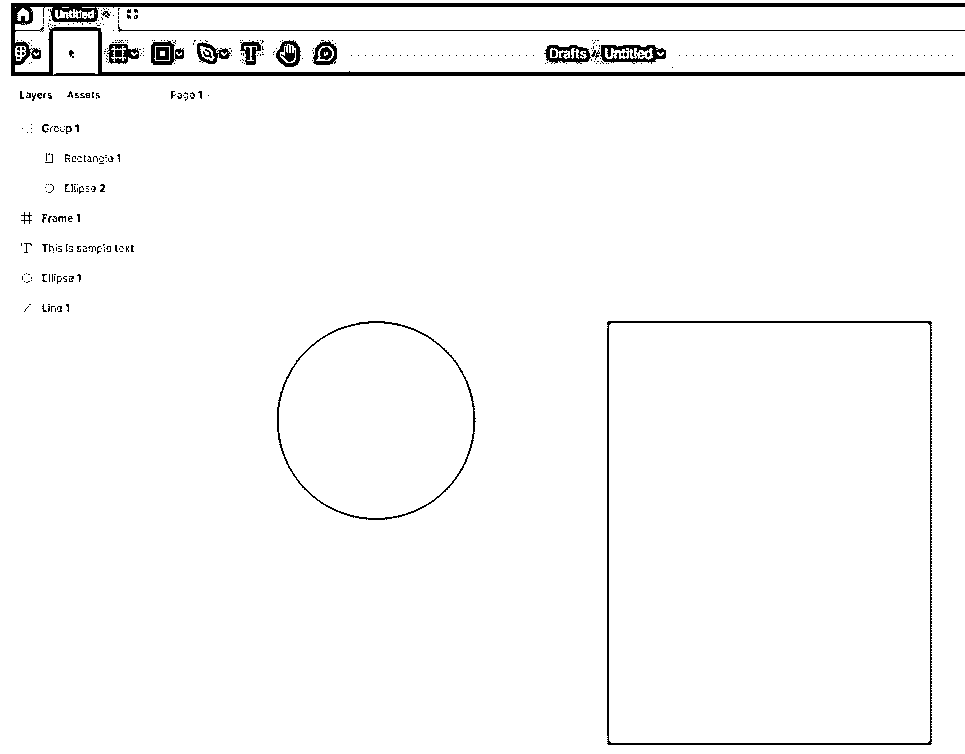 Untitled
Drafts / Untitled
Layers Assets Page 1
Group 1
Rectangle 1
Ellipse 2
Frame 1
This is sample text
Ellipse 1
Line 1